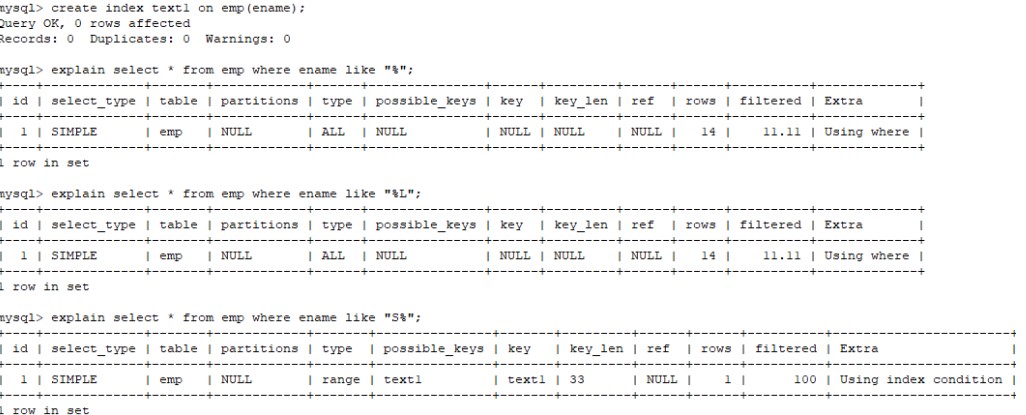 mysql> create index text1 on emp(ename);
Query OK, 0 rows affected
Records: 0  Duplicates: 0  Warnings: 0

mysql> explain select * from emp where ename like "%";
+----+-------------+-------+------------+------+---------------+------+---------+------+------+----------+-------------+
| id | select_type | table | partitions | type | possible_keys | key  | key_len | ref  | rows | filtered | Extra       |
+----+-------------+-------+------------+------+---------------+------+---------+------+------+----------+-------------+
| 1 | SIMPLE      | emp   | NULL       | ALL  | NULL          | NULL | NULL    | NULL |   14 |    11.11 | Using where |
+----+-------------+-------+------------+------+---------------+------+---------+------+------+----------+-------------+
1 row in set

mysql> explain select * from emp where ename like "%L";
+----+-------------+-------+------------+------+---------------+------+---------+------+------+----------+-------------+
| id | select_type | table | partitions | type | possible_keys | key  | key_len | ref  | rows | filtered | Extra       |
+----+-------------+-------+------------+------+---------------+------+---------+------+------+----------+-------------+
| 1 | SIMPLE      | emp   | NULL       | ALL  | NULL          | NULL | NULL    | NULL |   14 |    11.11 | Using where |
+----+-------------+-------+------------+------+---------------+------+---------+------+------+----------+-------------+
1 row in set

mysql> explain select * from emp where ename like "S%";
+----+-------------+-------+------------+-------+---------------+-------+---------+------+------+----------+-----------------------+
| id | select_type | table | partitions | type  | possible_keys | key   | key_len | ref  | rows | filtered | Extra                 |
+----+-------------+-------+------------+-------+---------------+-------+---------+------+------+----------+-----------------------+
| 1 | SIMPLE      | emp   | NULL       | range | text1         | text1 | 33      | NULL |    1 |      100 | Using index condition |
+----+-------------+-------+------------+-------+---------------+-------+---------+------+------+----------+-----------------------+
1 row in set